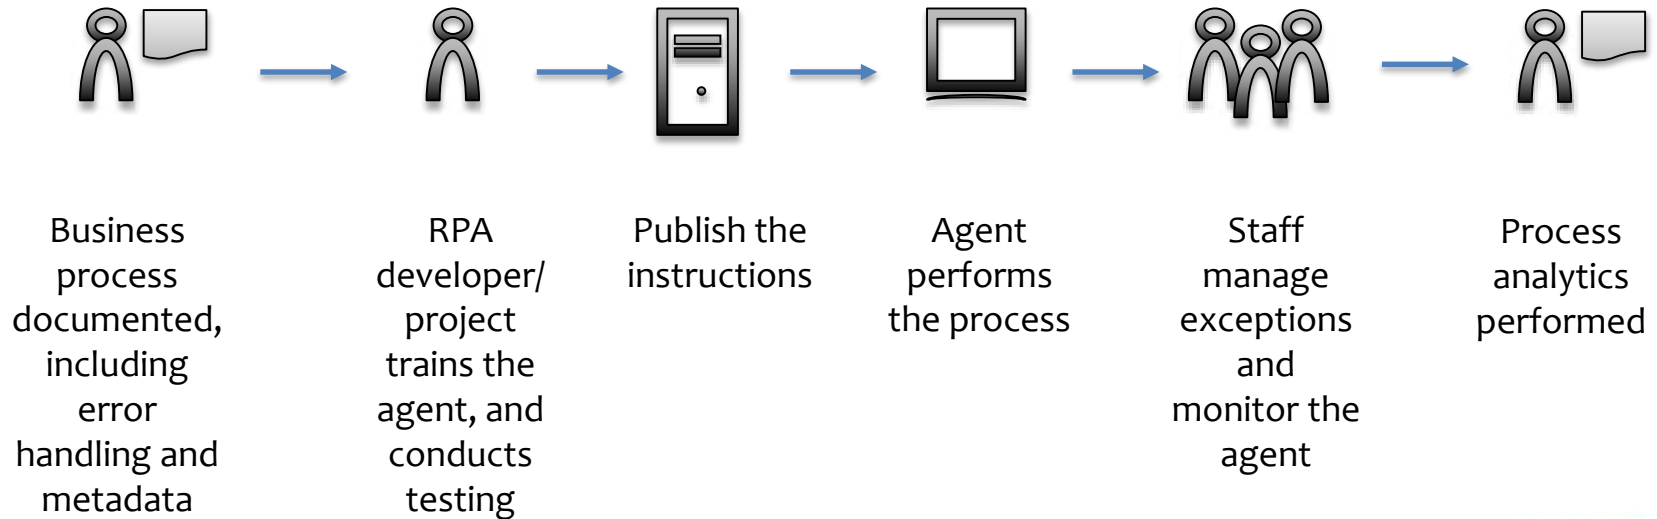 Business
process
documented,
including
error
handling and
metadata
RPA
developer/
project
trains the
agent, and
conducts
testing
Publish the
instructions
Agent
performs
the process
Staff
manage
exceptions
and
monitor the
agent
Process
analytics
performed